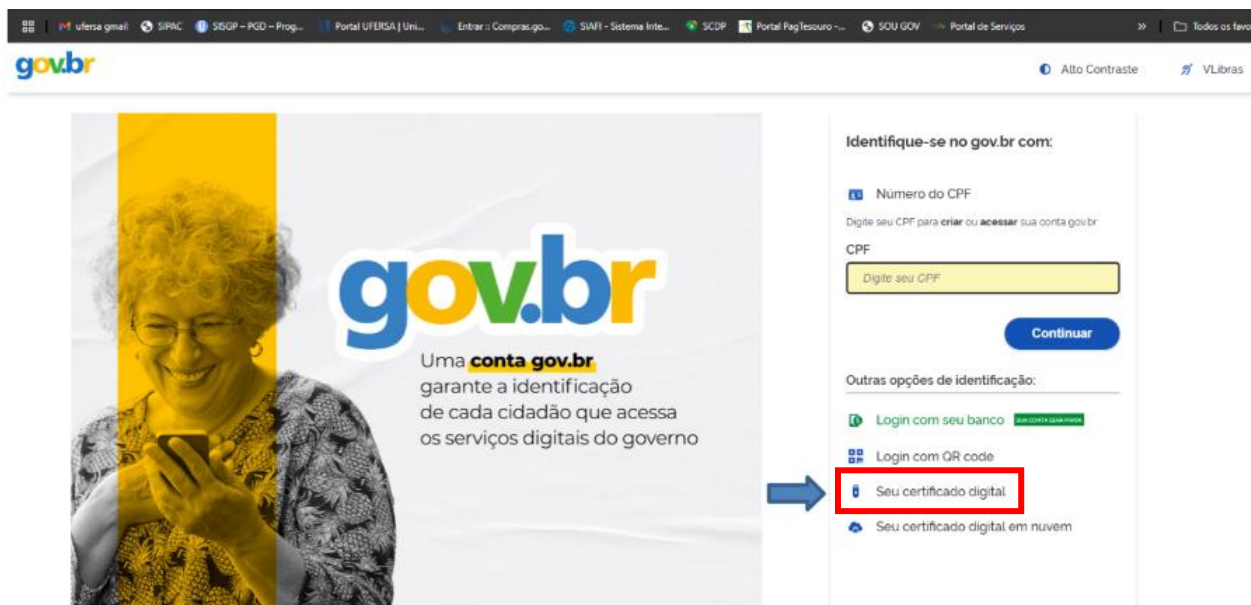 ufersa gmail SIPAC SISGP – PGD – Prog... Portal UFERSA | Uni... Entrar :: Compras.go... SIAFI - Sistema Inte... SCDP Portal PagTesouro -... SOU GOV Portal de Serviços » Todos os favo
gov.br
Alto Contraste VLibras
gov.br
Uma conta gov.br
garante a identificação
de cada cidadão que acessa
os serviços digitais do governo
Identifique-se no gov.br com:
Número do CPF
Digite seu CPF para criar ou acessar sua conta gov.br
CPF
Digite seu CPF
Continuar
Outras opções de identificação:
Login com seu banco SUA CONTA SERÁ PRATA
Login com QR code
Seu certificado digital
Seu certificado digital em nuvem